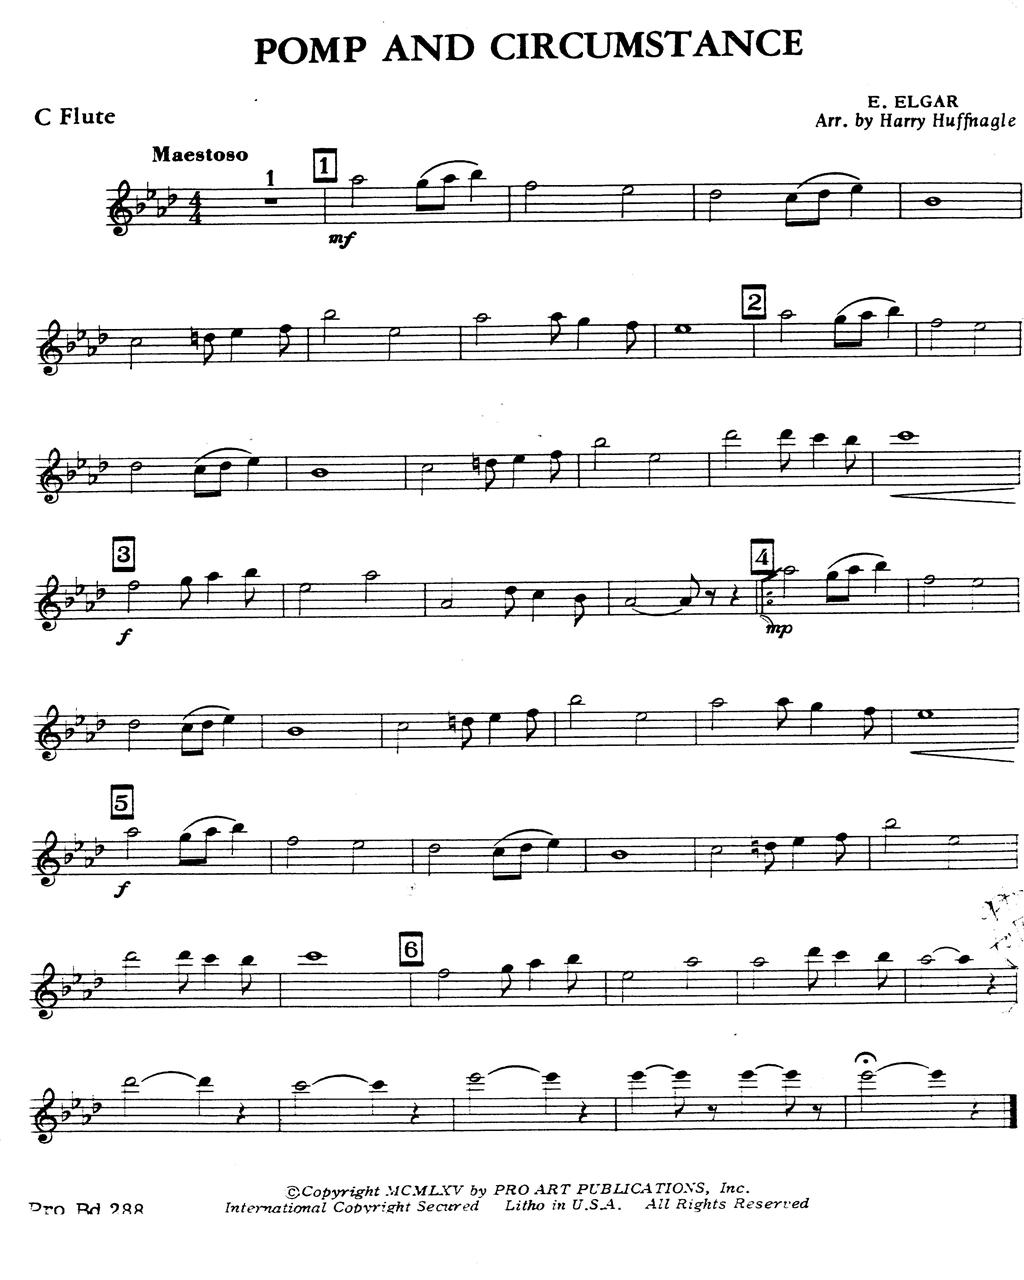 POMP AND CIRCUMSTANCE
C Flute
E. ELGAR
Arr. by Harry Huffnagle
Maestoso
1
1
mf
2
3
f
4
mp
5
f
6
©Copyright MCMLXV by PRO ART PUBLICATIONS, Inc.
Pro Bd 288
International Copyright Secured Litho in U.S.A. All Rights Reserved